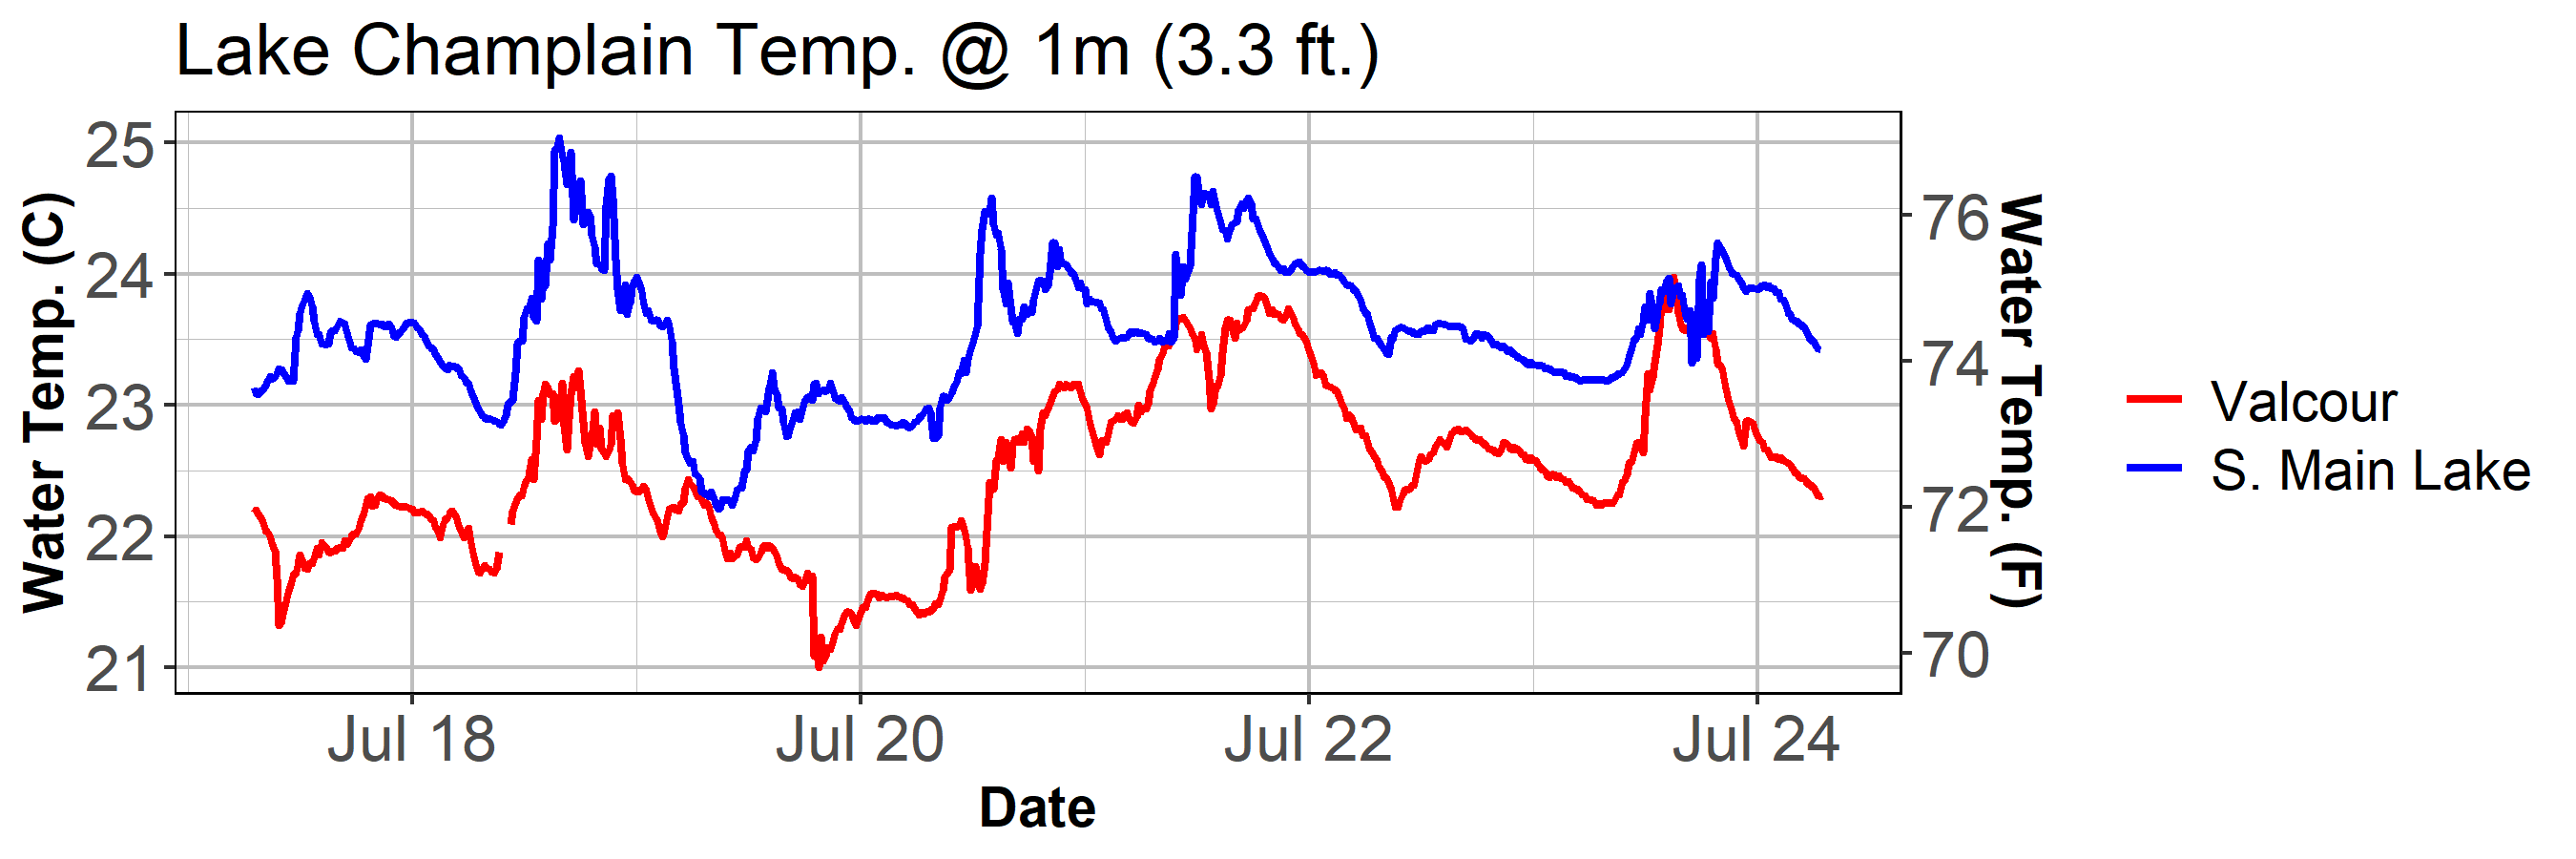 Lake Champlain Temp. @ 1m (3.3 ft.)
Water Temp. (C)
25
24
23
22
21
76
74
72
70
Water Temp. (F)
Jul 18
Jul 20
Jul 22
Jul 24
Date
Valcour
S. Main Lake